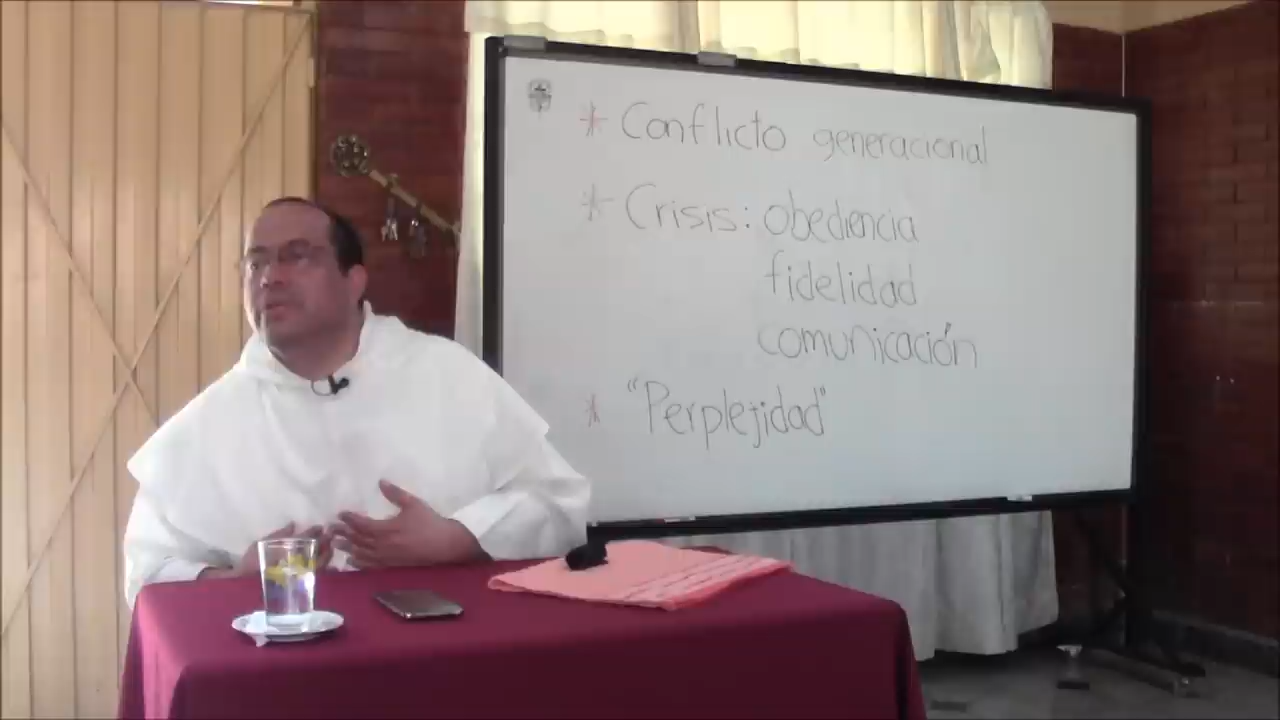 * Conflicto generacional
* Crisis: obediencia
fidelidad
comunicación
* "Perplejidad"